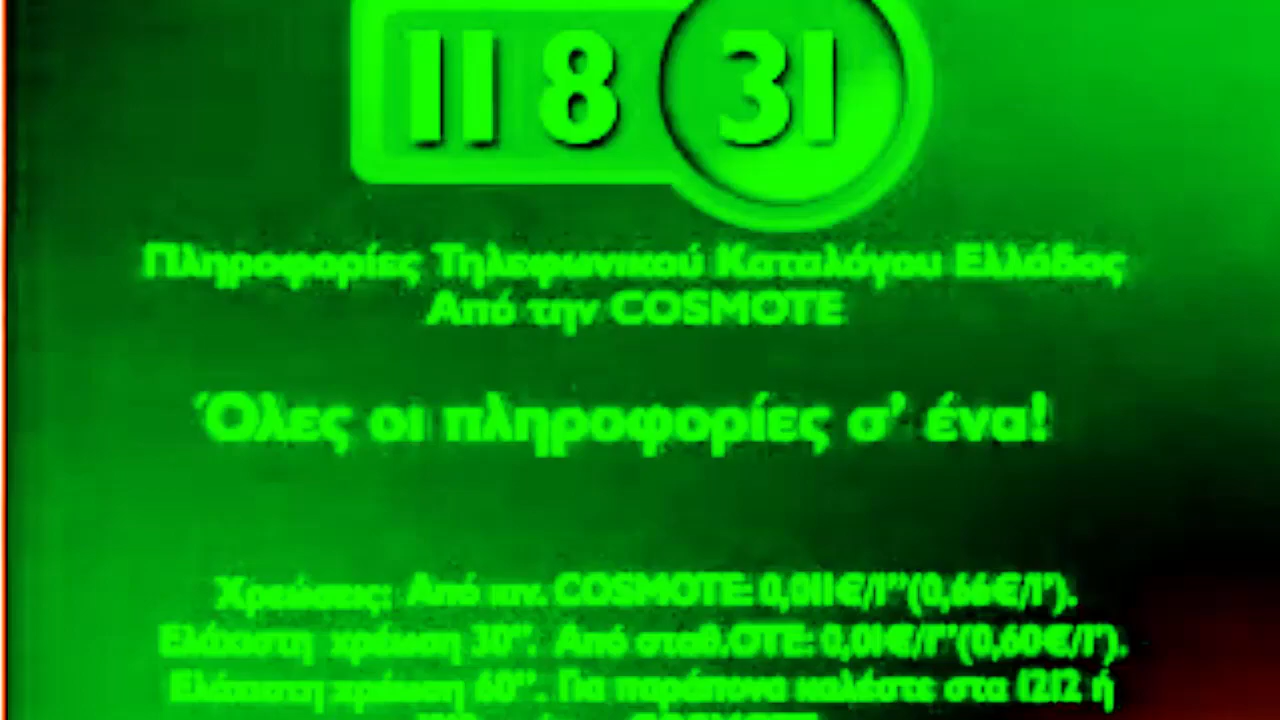 11 8 31
Πληροφορίες Τηλεφωνικού Καταλόγου Ελλάδος
Από την COSMOTE
Όλες οι πληροφορίες σ' ένα!
Χρεώσεις: Από κιν. COSMOTE: 0,011€/1''(0,66€/1').
Ελάχιστη χρέωση 30''. Από σταθ.ΟΤΕ: 0,01€/1''(0,60€/1').
Ελάχιστη χρέωση 60''. Για παράπονα καλέστε στα 1212 ή
COSMOTE